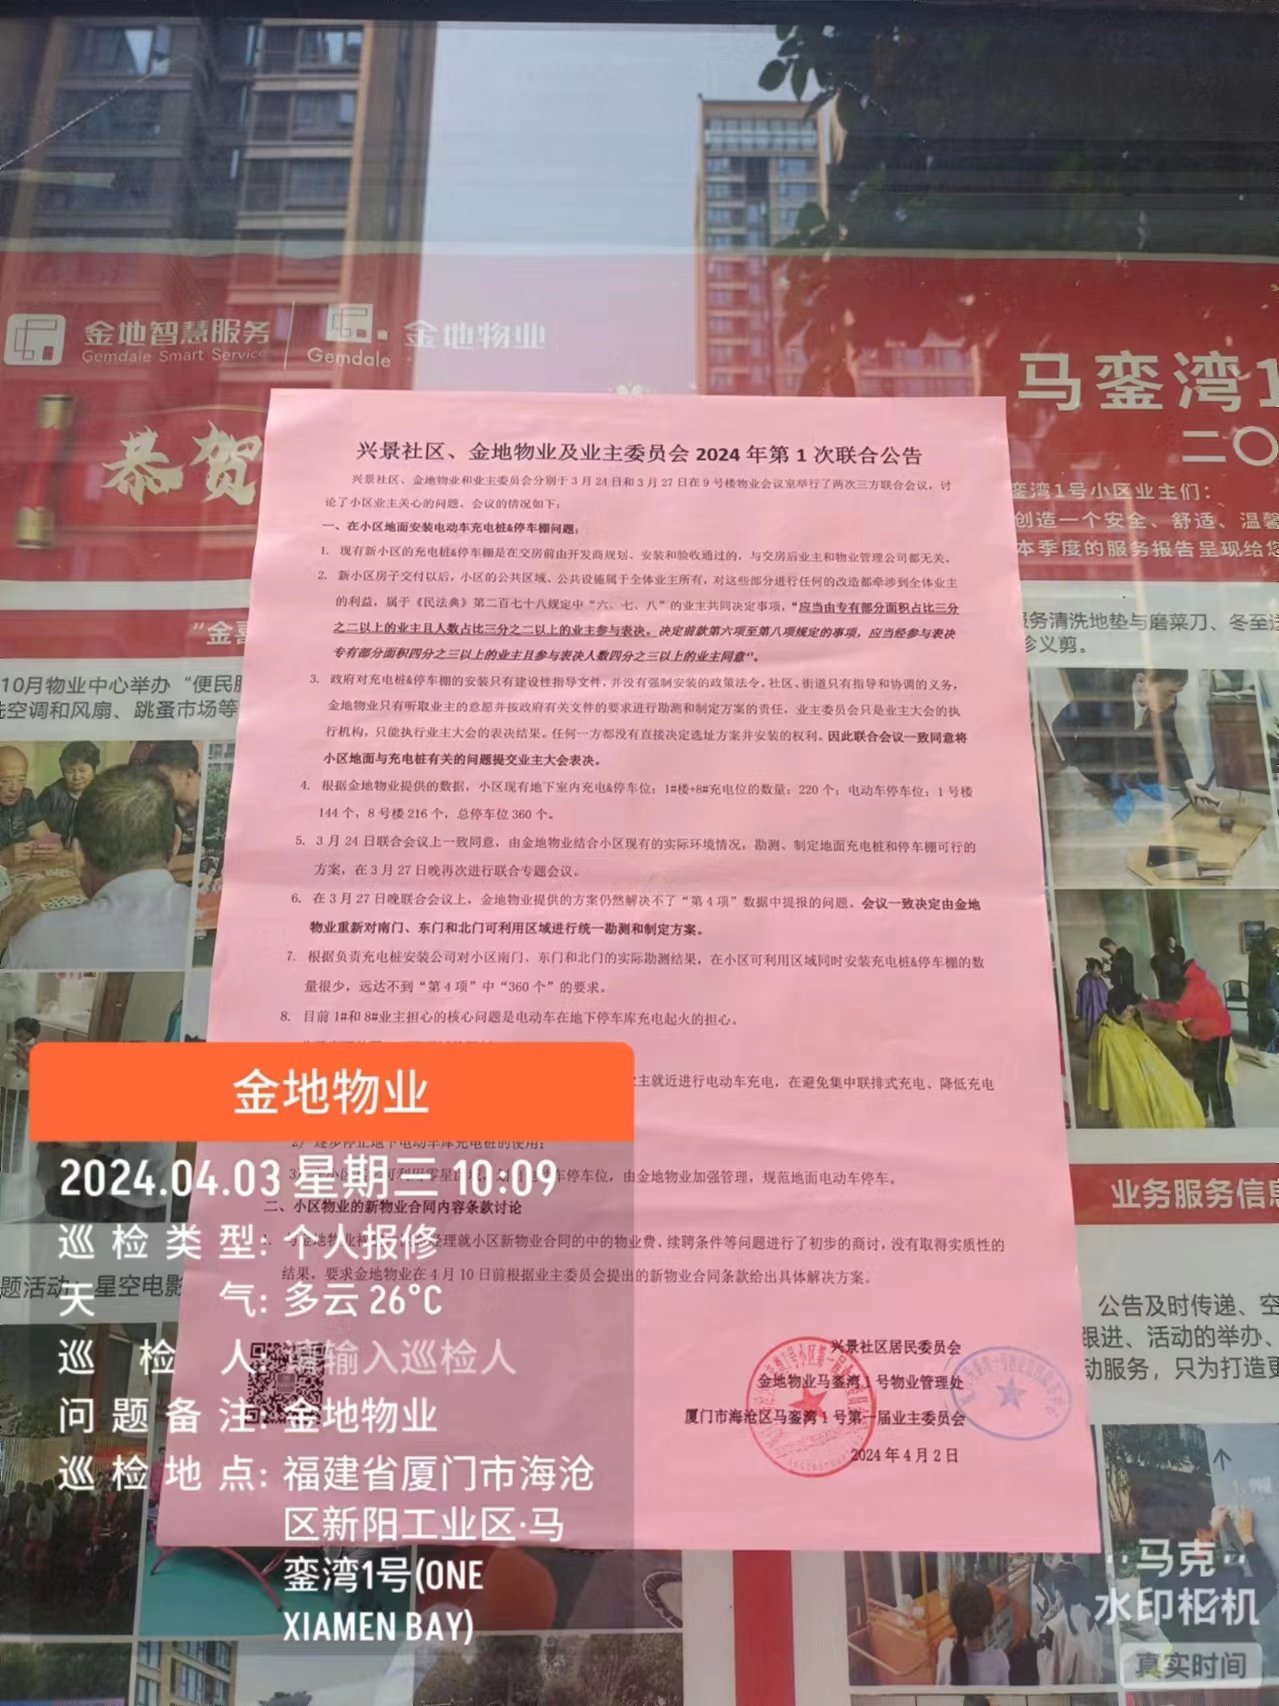 金地智慧服务
Gemdale Smart Service
Gemdale
金地物业
恭贺
马銮湾1
二〇
銮湾1号小区业主们：
创造一个安全、舒适、温馨
本季度的服务报告呈现给您
“金喜
10月物业中心举办“便民服
洗空调和风扇、跳蚤市场等
服务清洗地垫与磨菜刀、冬至送
义剪。
兴景社区、金地物业及业主委员会 2024 年第 1 次联合公告
兴景社区、金地物业和业主委员会分别于 3 月 24 日和 3 月 27 日在 9 号楼物业会议室举行了两次三方联合会议，讨
论了小区业主关心的问题，会议的情况如下：
一、在小区地面安装电动车充电桩&停车棚问题：
1. 现有新小区的充电桩&停车棚是在交房前由开发商规划、安装和验收通过的，与交房后业主和物业管理公司都无关。
2. 新小区房子交付以后，小区的公共区域、公共设施属于全体业主所有，对这些部分进行任何的改造都牵涉到全体业主
的利益，属于《民法典》第二百七十八规定中“六、七、八”的业主共同决定事项，“应当由专有部分面积占比三分
之二以上的业主且人数占比三分之二以上的业主参与表决。决定前款第六项至第八项规定的事项，应当经参与表决
专有部分面积四分之三以上的业主且参与表决人数四分之三以上的业主同意”。
3. 政府对充电桩&停车棚的安装只有建设性指导文件，并没有强制安装的政策法令。社区、街道只有指导和协调的义务，
金地物业只有听取业主的意愿并按政府有关文件的要求进行勘测和制定方案的责任，业主委员会只是业主大会的执
行机构，只能执行业主大会的表决结果。任何一方都没有直接决定选址方案并安装的权利。因此联合会议一致同意将
小区地面与充电桩有关的问题提交业主大会表决。
4. 根据金地物业提供的数据，小区现有地下室内充电&停车位：1#楼+8#充电位的数量：220 个；电动车停车位：1 号楼
144 个，8 号楼 216 个，总停车位 360 个。
5. 3 月 24 日联合会议上一致同意，由金地物业结合小区现有的实际环境情况，勘测、制定地面充电桩和停车棚可行的
方案，在 3 月 27 日晚再次进行联合专题会议。
6. 在 3 月 27 日晚联合会议上，金地物业提供的方案仍然解决不了“第 4 项”数据中提报的问题。会议一致决定由金地
物业重新对南门、东门和北门可利用区域进行统一勘测和制定方案。
7. 根据负责充电桩安装公司对小区南门、东门和北门的实际勘测结果，在小区可利用区域同时安装充电桩&停车棚的数
量很少，远达不到“第 4 项”中“360 个”的要求。
8. 目前 1#和 8#业主担心的核心问题是电动车在地下停车库充电起火的担心。
主就近进行电动车充电，在避免集中联排式充电、降低充电
2） 逐步停止地下电动车库充电桩的使用；
车停车位，由金地物业加强管理，规范地面电动车停车。
二、小区物业的新物业合同内容条款讨论
经理就小区新物业合同的中的物业费、续聘条件等问题进行了初步的商讨，没有取得实质性的
结果，要求金地物业在 4 月 10 日前根据业主委员会提出的新物业合同条款给出具体解决方案。
兴景社区居民委员会
金地物业马銮湾 1 号物业管理处
厦门市海沧区马銮湾 1 号第一届业主委员会
2024 年 4 月 2 日
业务服务信息
题活动：星空电影
公告及时传递、空
跟进、活动的举办、
动服务，只为打造更
金地物业
2024.04.03 星期三 10:09
巡检类型：个人报修
天气：多云 26°C
巡检人：请输入巡检人
问题备注：金地物业
巡检地点：福建省厦门市海沧
区新阳工业区·马
銮湾1号(ONE
XIAMEN BAY)
马克
水印相机
真实时间